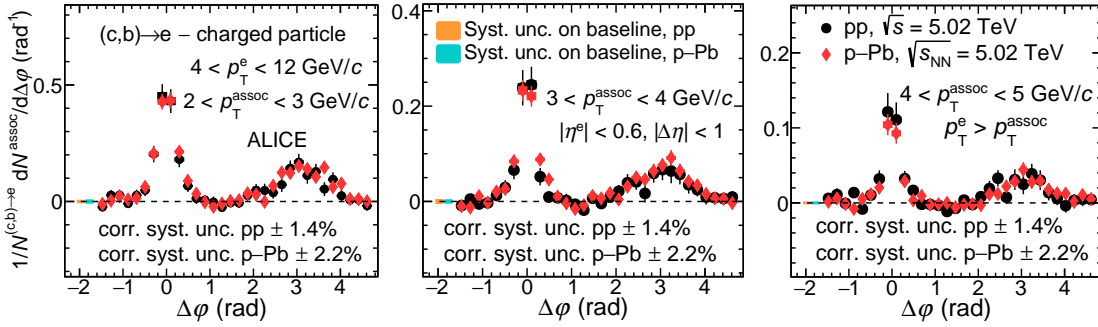 1/N^{(c,b)→e} dN^{assoc}/dΔφ (rad^{-1})
0.5
0
(c,b)→e − charged particle
4 < p_T^e < 12 GeV/c
2 < p_T^assoc < 3 GeV/c
ALICE
corr. syst. unc. pp ± 1.4%
corr. syst. unc. p−Pb ± 2.2%
−1 0 1 2 3 4
Δφ (rad)
0.4
0.2
0
Syst. unc. on baseline, pp
Syst. unc. on baseline, p−Pb
3 < p_T^assoc < 4 GeV/c
|η^e| < 0.6, |Δη| < 1
corr. syst. unc. pp ± 1.4%
corr. syst. unc. p−Pb ± 2.2%
−1 0 1 2 3 4
Δφ (rad)
0.2
0.1
0
pp, √s = 5.02 TeV
p−Pb, √s_NN = 5.02 TeV
4 < p_T^assoc < 5 GeV/c
p_T^e > p_T^assoc
corr. syst. unc. pp ± 1.4%
corr. syst. unc. p−Pb ± 2.2%
−1 0 1 2 3 4
Δφ (rad)